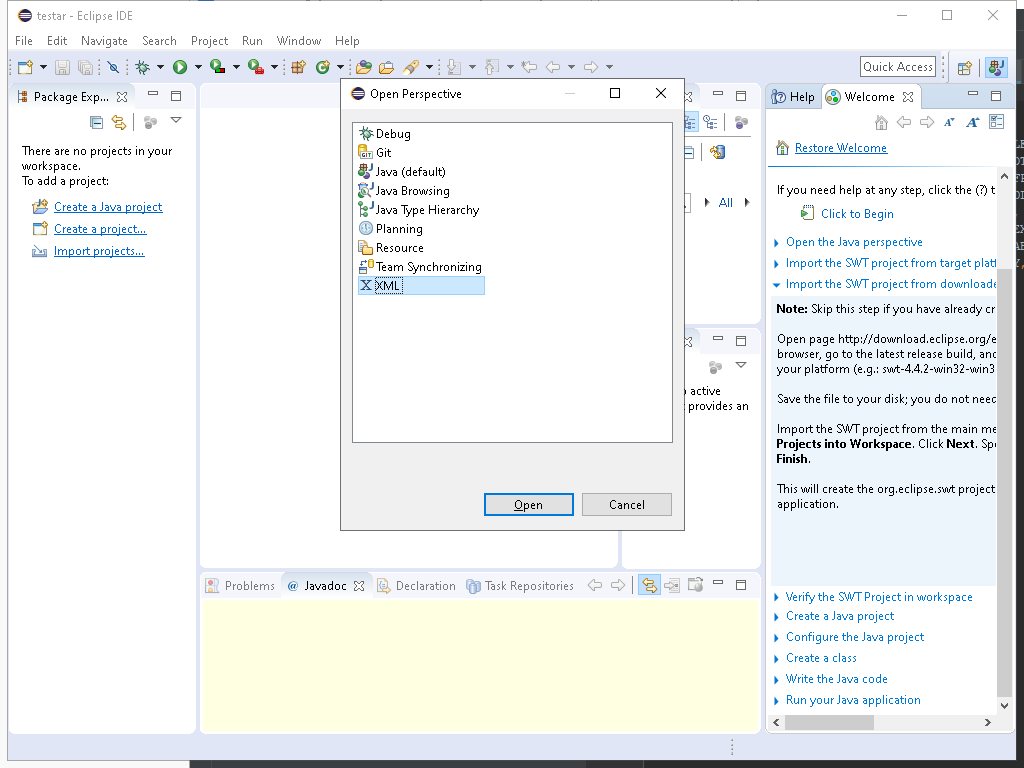 testar - Eclipse IDE
File Edit Navigate Search Project Run Window Help
Quick Access
Package Exp...
There are no projects in your
workspace.
To add a project:
Create a Java project
Create a project...
Import projects...
Open Perspective
Debug
Git
Java (default)
Java Browsing
Java Type Hierarchy
Planning
Resource
Team Synchronizing
XML
Open Cancel
All
active
provides an
Problems @ Javadoc Declaration Task Repositories
Help Welcome
Restore Welcome
If you need help at any step, click the (?) t
Click to Begin
Open the Java perspective
Import the SWT project from target platf
Import the SWT project from downloade
Note: Skip this step if you have already cr
Open page http://download.eclipse.org/e
browser, go to the latest release build, and
your platform (e.g.: swt-4.4.2-win32-win3
Save the file to your disk; you do not need
Import the SWT project from the main me
Projects into Workspace. Click Next. Spe
Finish.
This will create the org.eclipse.swt project
application.
Verify the SWT Project in workspace
Create a Java project
Configure the Java project
Create a class
Write the Java code
Run your Java application